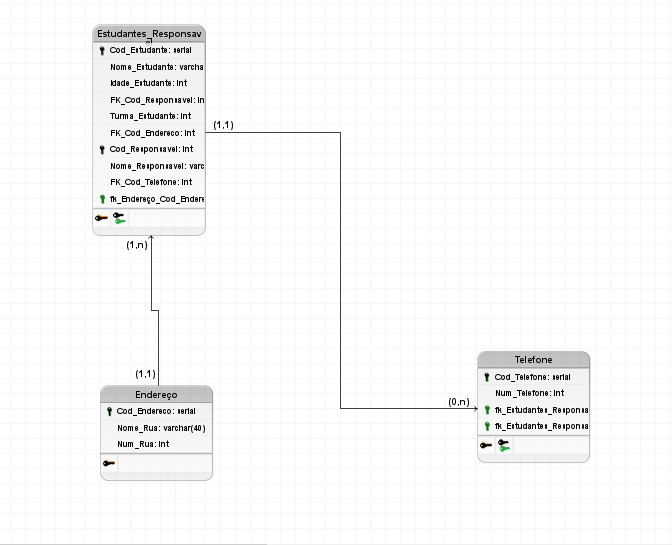 Estudantes_Responsav
Cod_Estudante: serial
Nome_Estudante: varcha
Idade_Estudante: int
FK_Cod_Responsavel: in
Turma_Estudante: int
FK_Cod_Endereco: int
Cod_Responsavel: int
Nome_Responsavel: varc
FK_Cod_Telefone: int
fk_Endereço_Cod_Endere
(1,1)
(1,n)
(1,1)
Endereço
Cod_Endereco: serial
Nome_Rua: varchar(40)
Num_Rua: int
(0,n)
Telefone
Cod_Telefone: serial
Num_Telefone: int
fk_Estudantes_Responsa
fk_Estudantes_Responsa